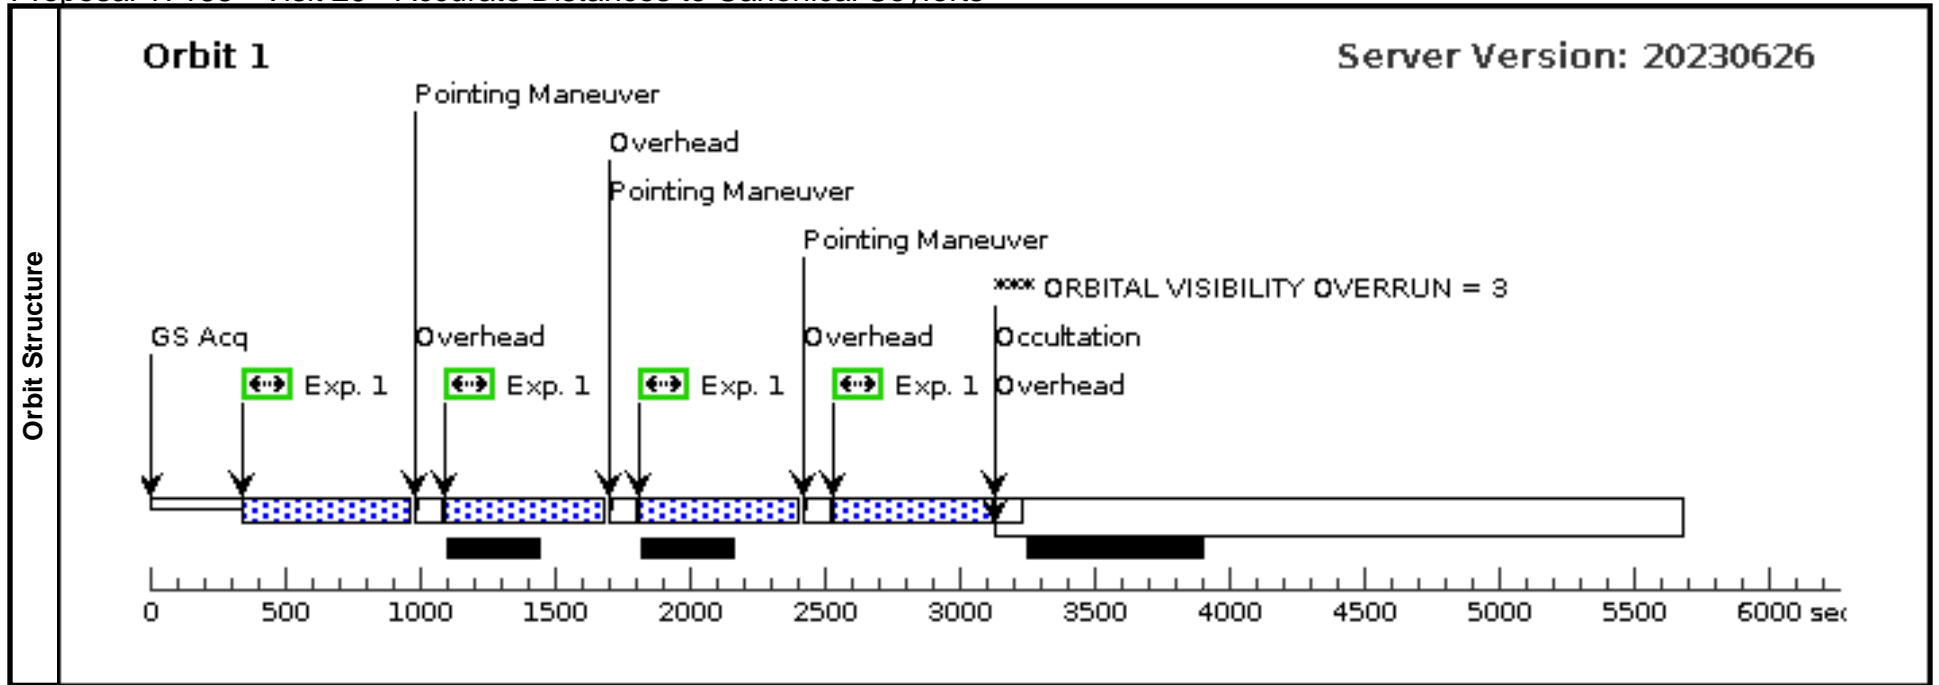 Orbit 1
Server Version: 20230626
Pointing Maneuver
Overhead
Pointing Maneuver
Pointing Maneuver
*** ORBITAL VISIBILITY OVERRUN = 3
GS Acq
Overhead
Overhead
Occultation
Exp. 1
Exp. 1
Exp. 1
Exp. 1
Overhead
Orbit Structure
0 500 1000 1500 2000 2500 3000 3500 4000 4500 5000 5500 6000 sec